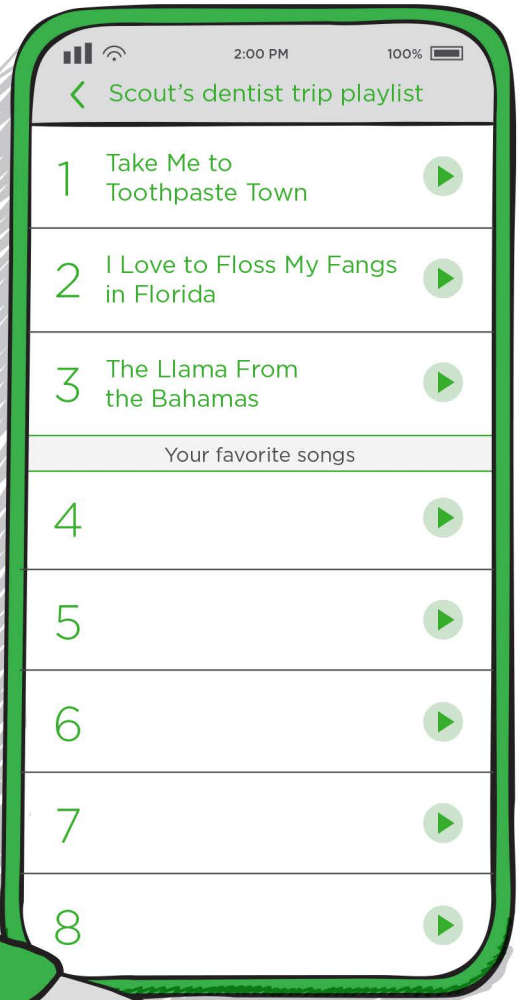 2:00 PM 100%
Scout's dentist trip playlist
1 Take Me to
Toothpaste Town
2 I Love to Floss My Fangs
in Florida
3 The Llama From
the Bahamas
Your favorite songs
4
5
6
7
8